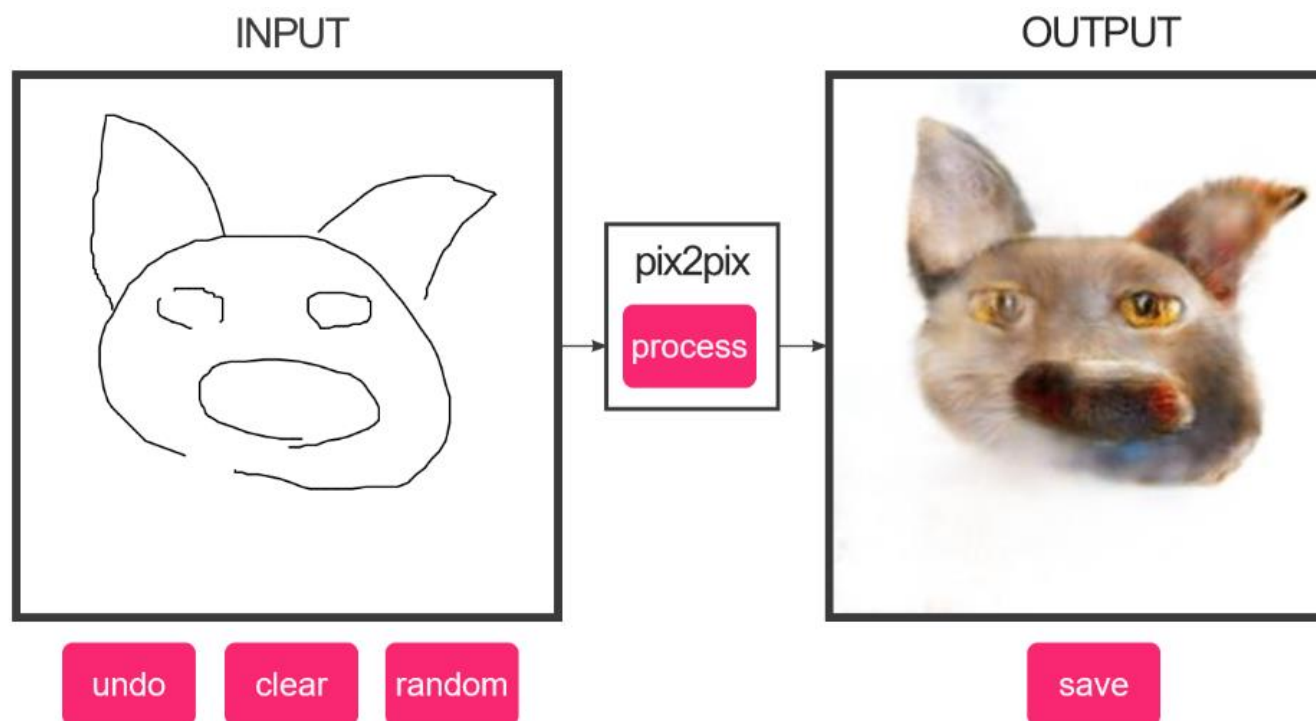 INPUT
OUTPUT
pix2pix
process
undo
clear
random
save